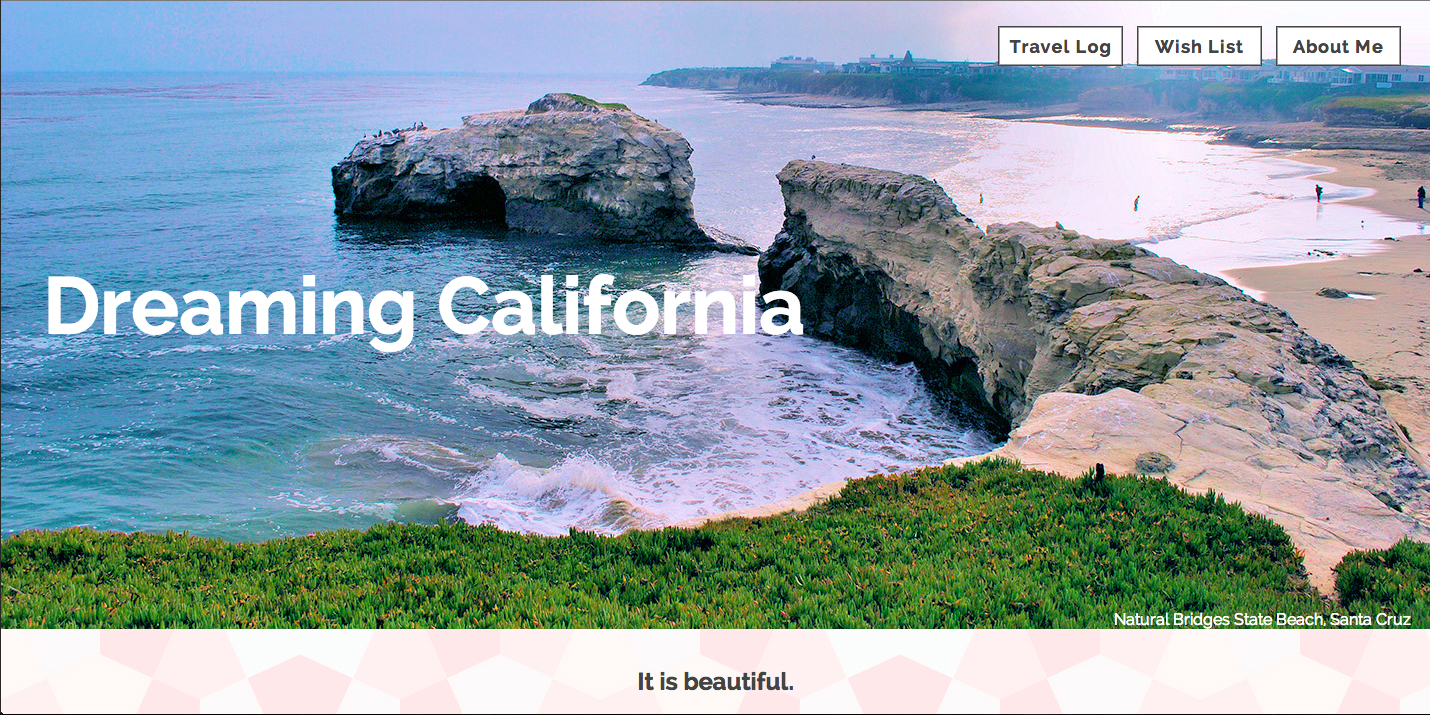 Travel Log Wish List About Me
Dreaming California
Natural Bridges State Beach, Santa Cruz
It is beautiful.